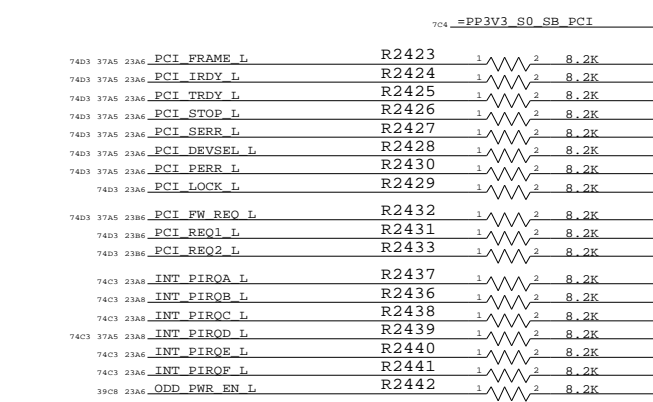 7C4 =PP3V3_S0_SB_PCI
74D3 37A5 23A6 PCI_FRAME_L R2423 1 2 8.2K
74D3 37A5 23A6 PCI_IRDY_L R2424 1 2 8.2K
74D3 37A5 23A6 PCI_TRDY_L R2425 1 2 8.2K
74D3 37A5 23A6 PCI_STOP_L R2426 1 2 8.2K
74D3 37A5 23A6 PCI_SERR_L R2427 1 2 8.2K
74D3 37A5 23A6 PCI_DEVSEL_L R2428 1 2 8.2K
74D3 37A5 23A6 PCI_PERR_L R2430 1 2 8.2K
74D3 23A6 PCI_LOCK_L R2429 1 2 8.2K
74D3 37A5 23B6 PCI_FW_REQ_L R2432 1 2 8.2K
74D3 23B6 PCI_REQ1_L R2431 1 2 8.2K
74D3 23B6 PCI_REQ2_L R2433 1 2 8.2K
74C3 23A8 INT_PIRQA_L R2437 1 2 8.2K
74C3 23A8 INT_PIRQB_L R2436 1 2 8.2K
74C3 23A8 INT_PIRQC_L R2438 1 2 8.2K
74C3 37A5 23A8 INT_PIRQD_L R2439 1 2 8.2K
74C3 23A6 INT_PIRQE_L R2440 1 2 8.2K
74C3 23A6 INT_PIRQF_L R2441 1 2 8.2K
39C8 23A6 ODD_PWR_EN_L R2442 1 2 8.2K